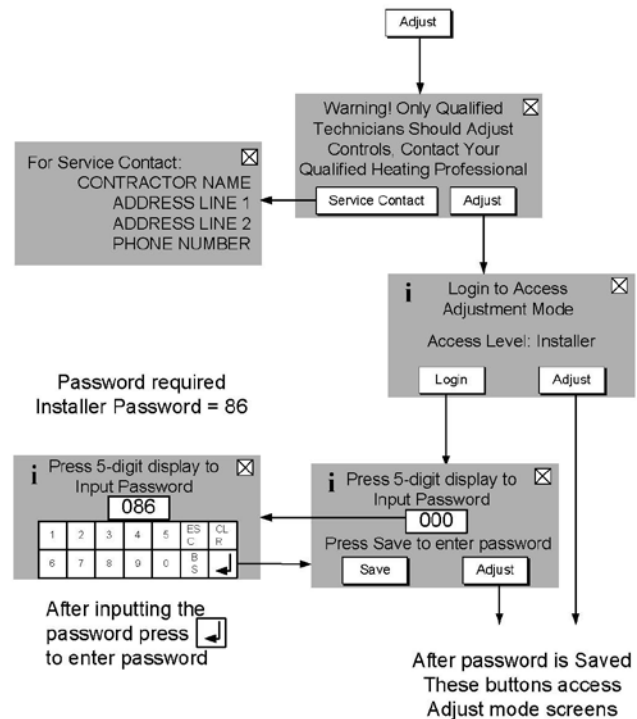 Adjust
Warning! Only Qualified
Technicians Should Adjust
Controls, Contact Your
Qualified Heating Professional
Service Contact
Adjust
For Service Contact:
CONTRACTOR NAME
ADDRESS LINE 1
ADDRESS LINE 2
PHONE NUMBER
i
Login to Access
Adjustment Mode
Access Level: Installer
Login
Adjust
Password required
Installer Password = 86
i
Press 5-digit display to
Input Password
086
1 2 3 4 5 ES C CL R
6 7 8 9 0 B S
After inputting the
password press
to enter password
i
Press 5-digit display to
Input Password
000
Press Save to enter password
Save
Adjust
After password is Saved
These buttons access
Adjust mode screens